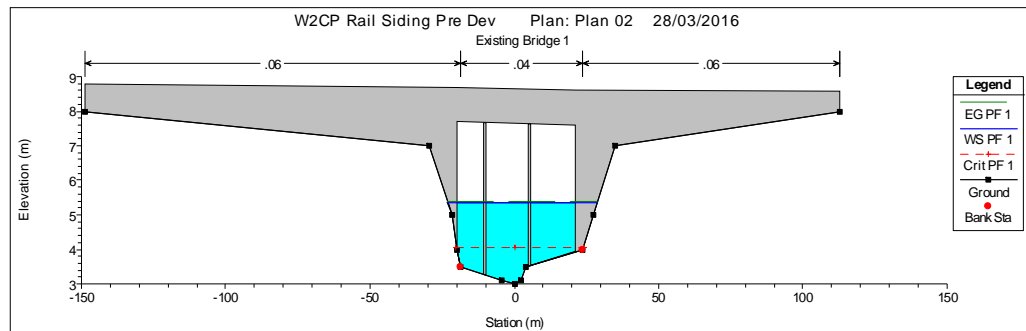 W2CP Rail Siding Pre Dev Plan: Plan 02 28/03/2016
Existing Bridge 1
.06 .04 .06
9
8
7
6
5
4
3
Elevation (m)
-150 -100 -50 0 50 100 150
Station (m)
Legend
EG PF 1
WS PF 1
Crit PF 1
Ground
Bank Sta